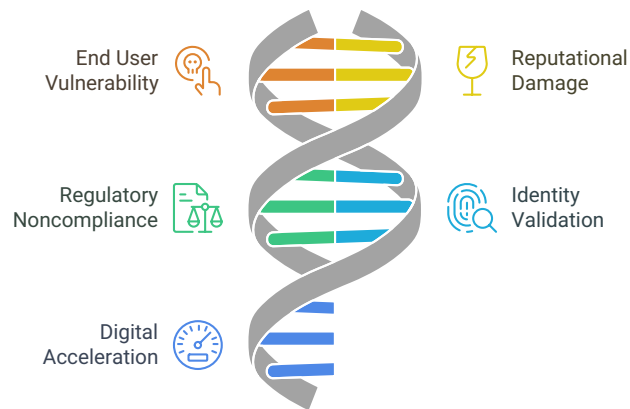 End User
Vulnerability
Reputational
Damage
Regulatory
Noncompliance
Identity
Validation
Digital
Acceleration